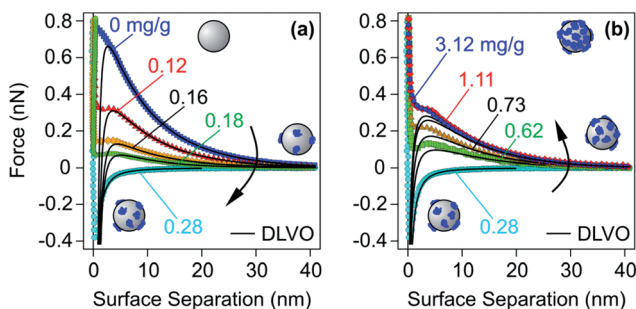 (a)
0 mg/g
0.12
0.16
0.18
0.28
DLVO
Force (nN)
0.8
0.6
0.4
0.2
0
-0.2
-0.4
0 10 20 30 40
Surface Separation (nm)
(b)
3.12 mg/g
1.11
0.73
0.62
0.28
DLVO
Force (nN)
0.8
0.6
0.4
0.2
0
-0.2
-0.4
0 10 20 30 40
Surface Separation (nm)